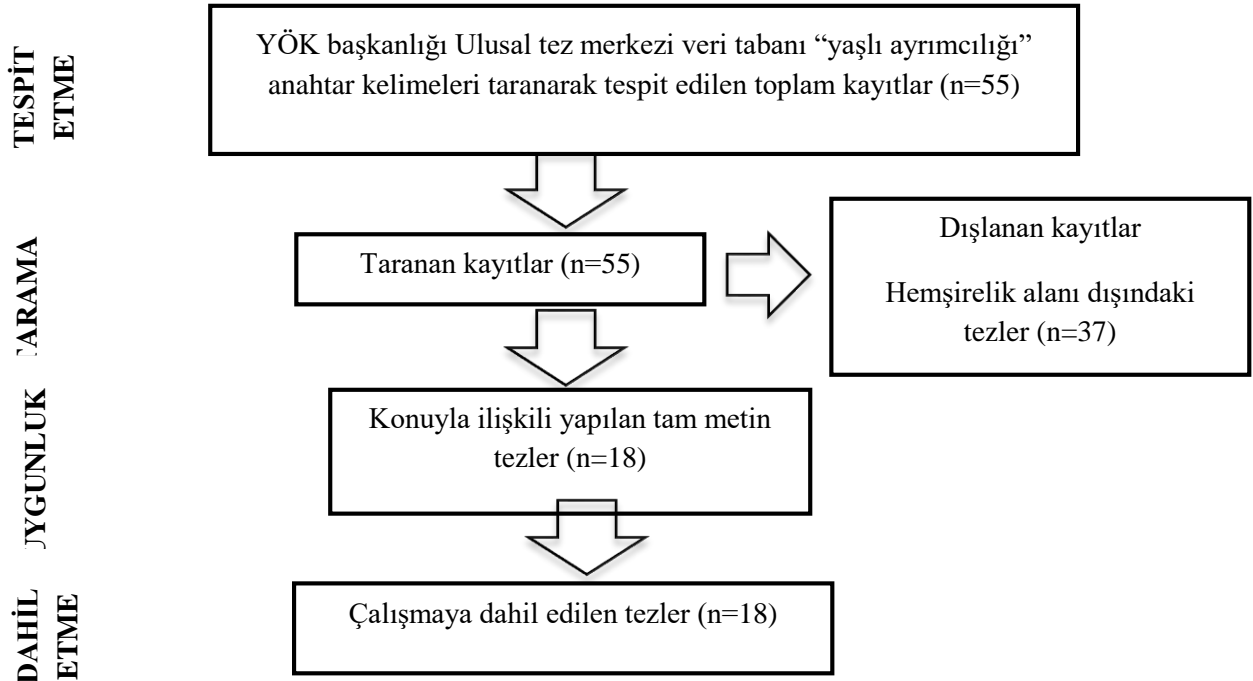 TESPİT
ETME
YÖK başkanlığı Ulusal tez merkezi veri tabanı “yaşlı ayrımcılığı”
anahtar kelimeleri taranarak tespit edilen toplam kayıtlar (n=55)
TARAMA
Taranan kayıtlar (n=55)
Dışlanan kayıtlar
Hemşirelik alanı dışındaki
tezler (n=37)
UYGUNLUK
Konuyla ilişkili yapılan tam metin
tezler (n=18)
DAHİL
ETME
Çalışmaya dahil edilen tezler (n=18)